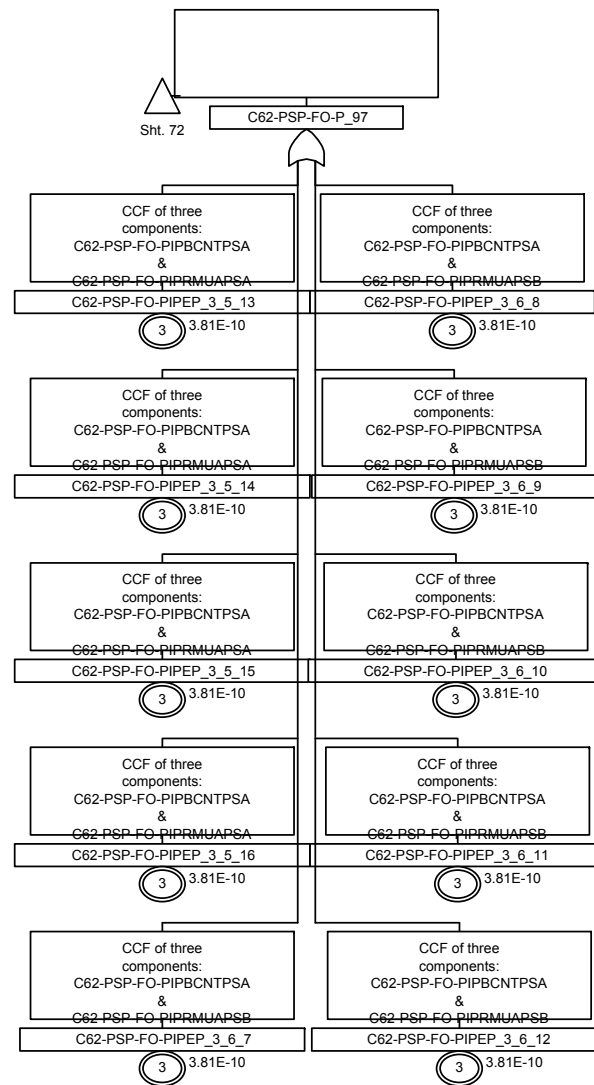 Sht. 72
C62-PSP-FO-P_97
CCF of three
components:
C62-PSP-FO-PIPBCNTPSA
&
C62-PSP-FO-PIPRMUAPSA
C62-PSP-FO-PIPEP_3_5_13
3
3.81E-10
CCF of three
components:
C62-PSP-FO-PIPBCNTPSA
&
C62-PSP-FO-PIPRMUAPSB
C62-PSP-FO-PIPEP_3_6_8
3
3.81E-10
CCF of three
components:
C62-PSP-FO-PIPBCNTPSA
&
C62-PSP-FO-PIPRMUAPSA
C62-PSP-FO-PIPEP_3_5_14
3
3.81E-10
CCF of three
components:
C62-PSP-FO-PIPBCNTPSA
&
C62-PSP-FO-PIPRMUAPSB
C62-PSP-FO-PIPEP_3_6_9
3
3.81E-10
CCF of three
components:
C62-PSP-FO-PIPBCNTPSA
&
C62-PSP-FO-PIPRMUAPSA
C62-PSP-FO-PIPEP_3_5_15
3
3.81E-10
CCF of three
components:
C62-PSP-FO-PIPBCNTPSA
&
C62-PSP-FO-PIPRMUAPSB
C62-PSP-FO-PIPEP_3_6_10
3
3.81E-10
CCF of three
components:
C62-PSP-FO-PIPBCNTPSA
&
C62-PSP-FO-PIPRMUAPSA
C62-PSP-FO-PIPEP_3_5_16
3
3.81E-10
CCF of three
components:
C62-PSP-FO-PIPBCNTPSA
&
C62-PSP-FO-PIPRMUAPSB
C62-PSP-FO-PIPEP_3_6_11
3
3.81E-10
CCF of three
components:
C62-PSP-FO-PIPBCNTPSA
&
C62-PSP-FO-PIPRMUAPSB
C62-PSP-FO-PIPEP_3_6_7
3
3.81E-10
CCF of three
components:
C62-PSP-FO-PIPBCNTPSA
&
C62-PSP-FO-PIPRMUAPSB
C62-PSP-FO-PIPEP_3_6_12
3
3.81E-10